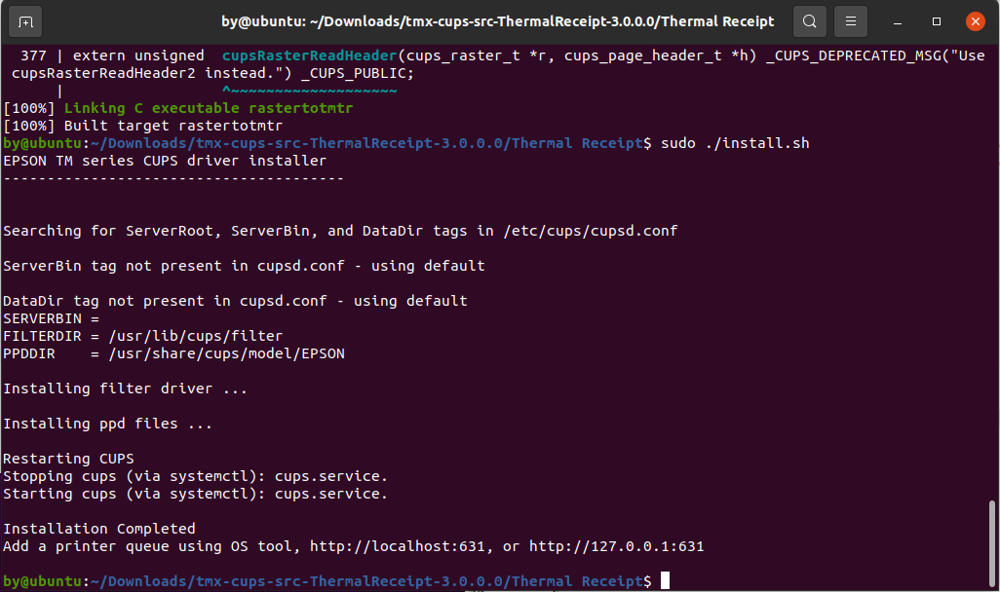 by@ubuntu: ~/Downloads/tmx-cups-src-ThermalReceipt-3.0.0.0/Thermal Receipt
377 | extern unsigned  cupsRasterReadHeader(cups_raster_t *r, cups_page_header_t *h) _CUPS_DEPRECATED_MSG("Use
cupsRasterReadHeader2 instead.") _CUPS_PUBLIC;
|                  ^~~~~~~~~~~~~~~~~~~~
[100%] Linking C executable rastertotmtr
[100%] Built target rastertotmtr
by@ubuntu:~/Downloads/tmx-cups-src-ThermalReceipt-3.0.0.0/Thermal Receipt$ sudo ./install.sh
EPSON TM series CUPS driver installer
---------------------------------------
Searching for ServerRoot, ServerBin, and DataDir tags in /etc/cups/cupsd.conf
ServerBin tag not present in cupsd.conf - using default
DataDir tag not present in cupsd.conf - using default
SERVERBIN =
FILTERDIR = /usr/lib/cups/filter
PPDDIR    = /usr/share/cups/model/EPSON
Installing filter driver ...
Installing ppd files ...
Restarting CUPS
Stopping cups (via systemctl): cups.service.
Starting cups (via systemctl): cups.service.
Installation Completed
Add a printer queue using OS tool, http://localhost:631, or http://127.0.0.1:631
by@ubuntu:~/Downloads/tmx-cups-src-ThermalReceipt-3.0.0.0/Thermal Receipt$